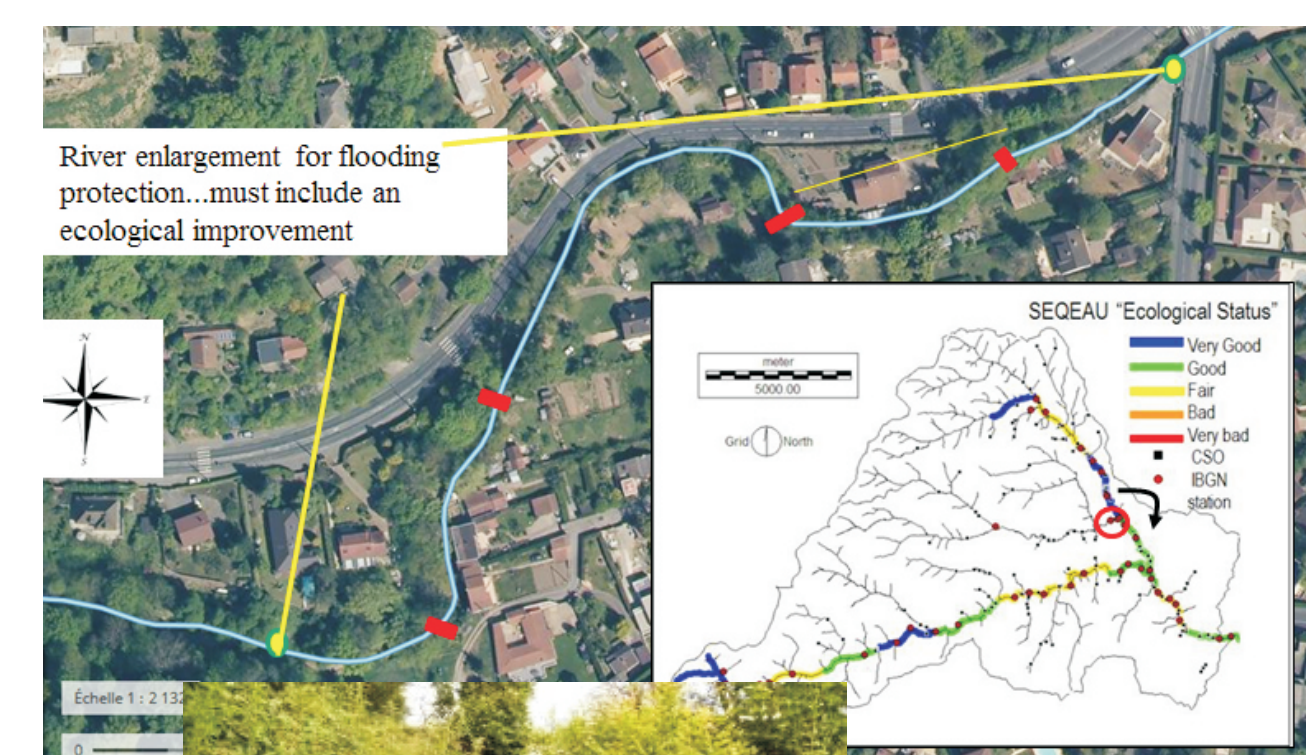 River enlargement for flooding
protection...must include an
ecological improvement
N
E
S
SEQEAU "Ecological Status"
Very Good
Good
Fair
Bad
Very bad
CSO
IBGN
station
meter
5000.00
Grid North
Échelle 1 : 2 132
0